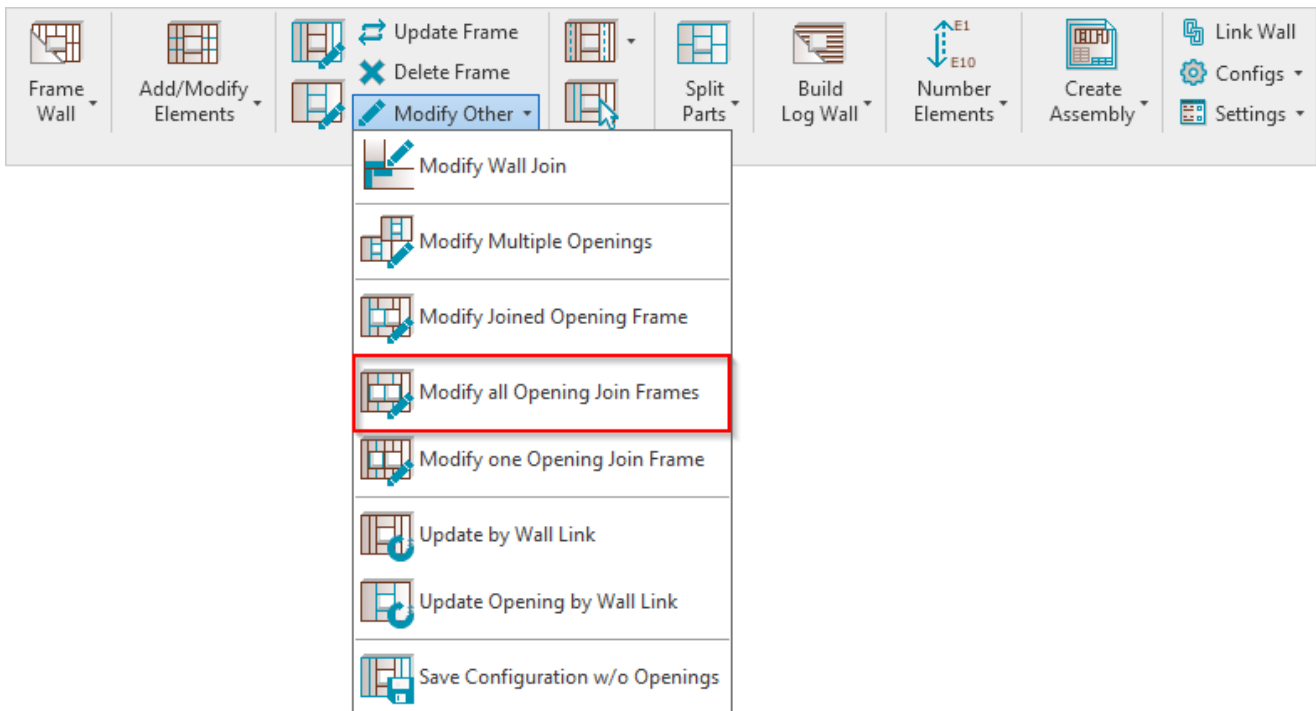 Frame
Wall
Add/Modify
Elements
Update Frame
Delete Frame
Modify Other
Split
Parts
Build
Log Wall
E1
E10
Number
Elements
Create
Assembly
Link Wall
Configs
Settings
Modify Wall Join
Modify Multiple Openings
Modify Joined Opening Frame
Modify all Opening Join Frames
Modify one Opening Join Frame
Update by Wall Link
Update Opening by Wall Link
Save Configuration w/o Openings